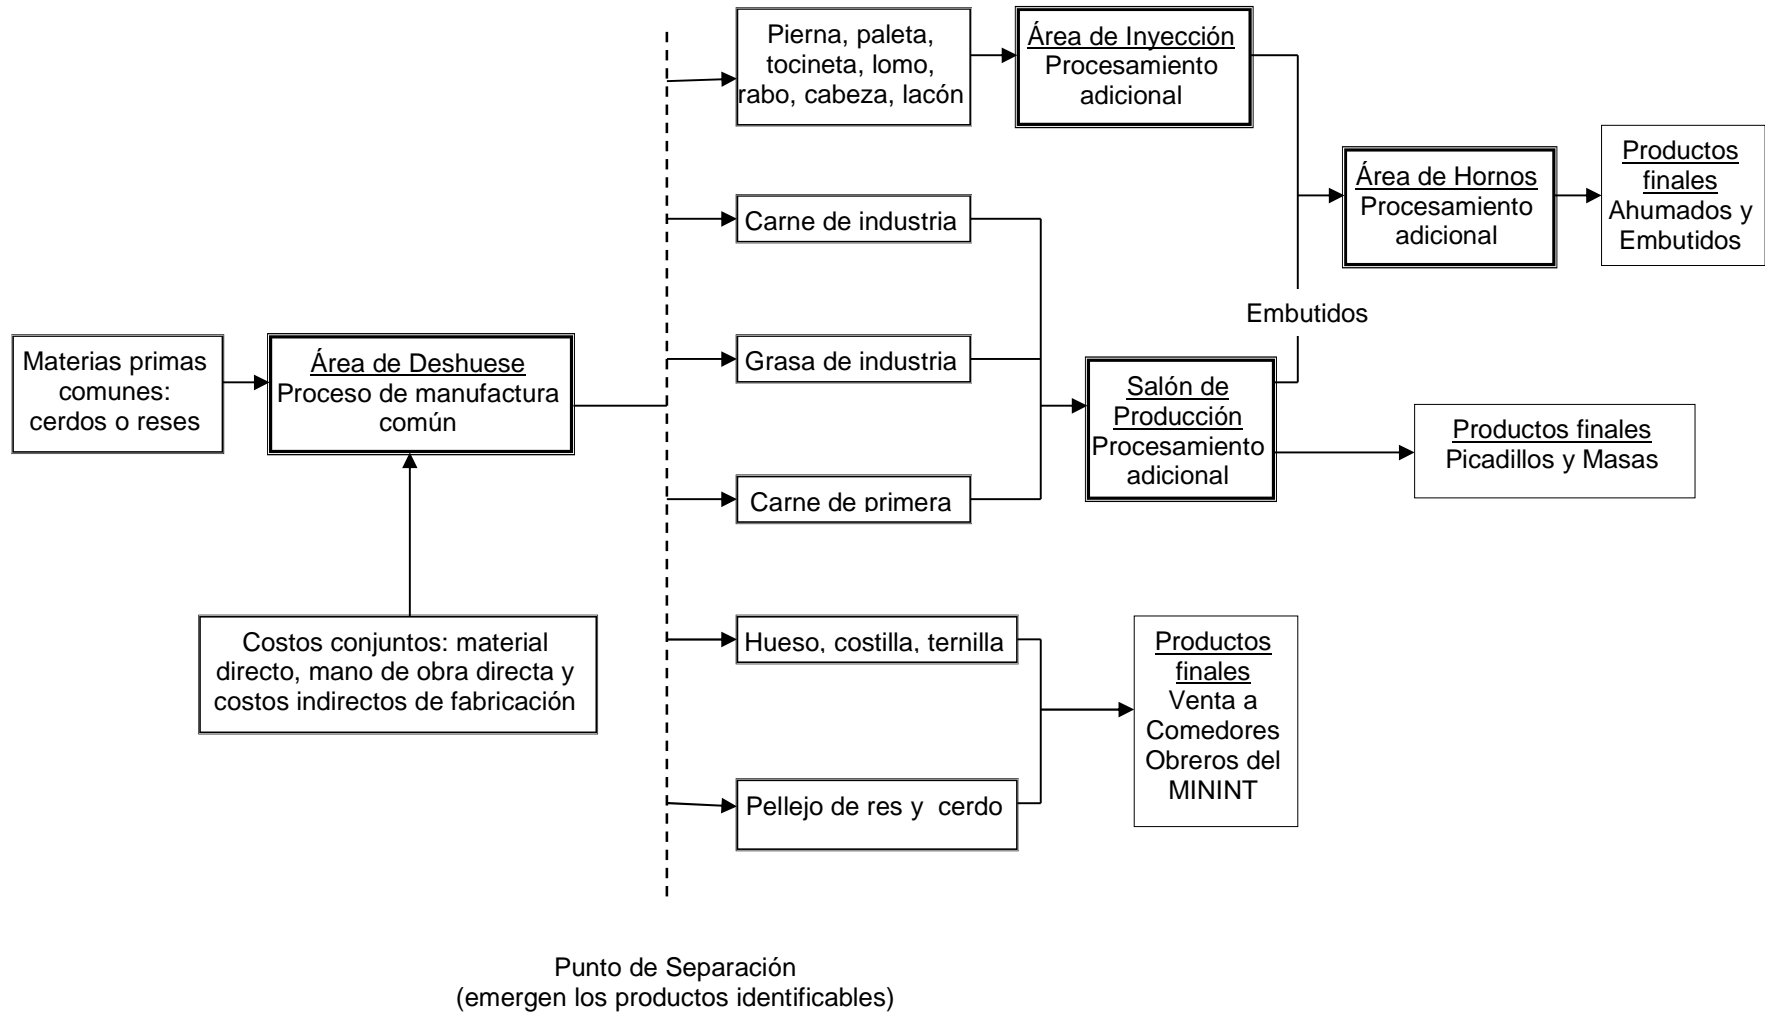 Materias primas
comunes:
cerdos o reses
Área de Deshuese
Proceso de manufactura
común
Costos conjuntos: material
directo, mano de obra directa y
costos indirectos de fabricación
Pierna, paleta,
tocineta, lomo,
rabo, cabeza, lacón
Carne de industria
Grasa de industria
Carne de primera
Hueso, costilla, ternilla
Pellejo de res y  cerdo
Área de Inyección
Procesamiento
adicional
Salón de
Producción
Procesamiento
adicional
Embutidos
Área de Hornos
Procesamiento
adicional
Productos
finales
Ahumados y
Embutidos
Productos finales
Picadillos y Masas
Productos
finales
Venta a
Comedores
Obreros del
MININT
Punto de Separación
(emergen los productos identificables)